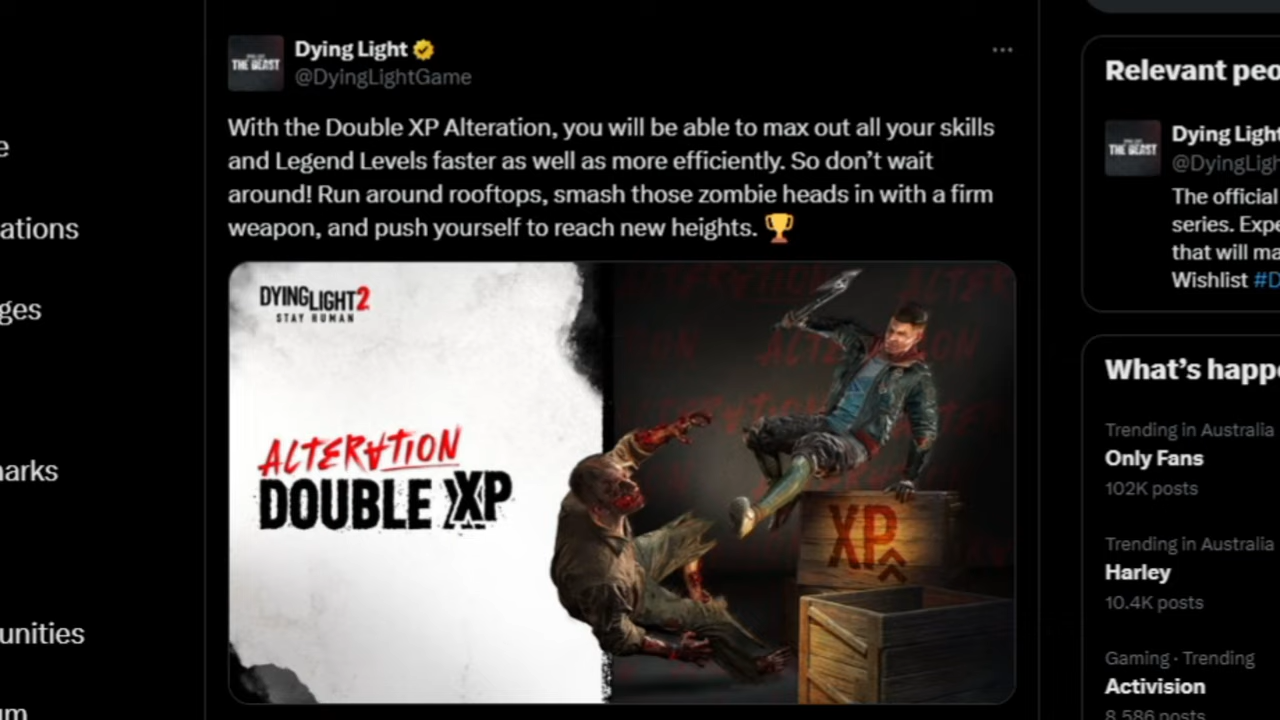 e
ations
ges
arks
unities
um
THE BEAST
Dying Light
@DyingLightGame
With the Double XP Alteration, you will be able to max out all your skills
and Legend Levels faster as well as more efficiently. So don’t wait
around! Run around rooftops, smash those zombie heads in with a firm
weapon, and push yourself to reach new heights. 🏆
DYING LIGHT 2
STAY HUMAN
ALTERATION
DOUBLE XP
XP
Relevant peo
THE BEAST
Dying Light
@DyingLigh
The official
series. Expe
that will ma
Wishlist #D
What’s happe
Trending in Australia
Only Fans
102K posts
Trending in Australia
Harley
10.4K posts
Gaming · Trending
Activision
8,586 posts